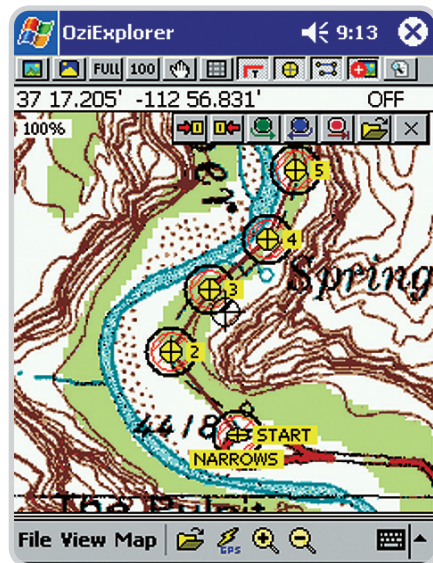 OziExplorer 9:13
FULL 100
37 17.205' -112 56.831' OFF
100%
5
4
Spring
3
2
4418
START
NARROWS
The Pulpit
File View Map
GPS